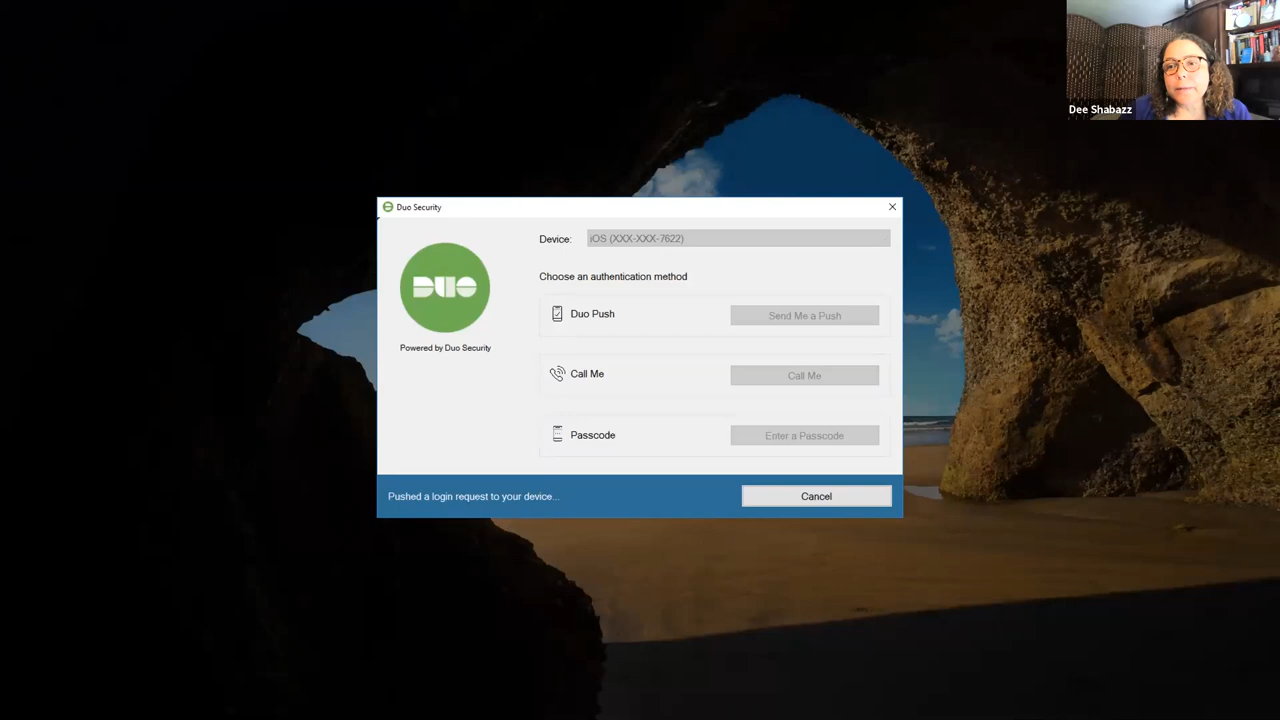 Dee Shabazz
Duo Security
Device: iOS (XXX-XXX-7622)
Choose an authentication method
DUO
Powered by Duo Security
Duo Push Send Me a Push
Call Me Call Me
Passcode Enter a Passcode
Pushed a login request to your device... Cancel